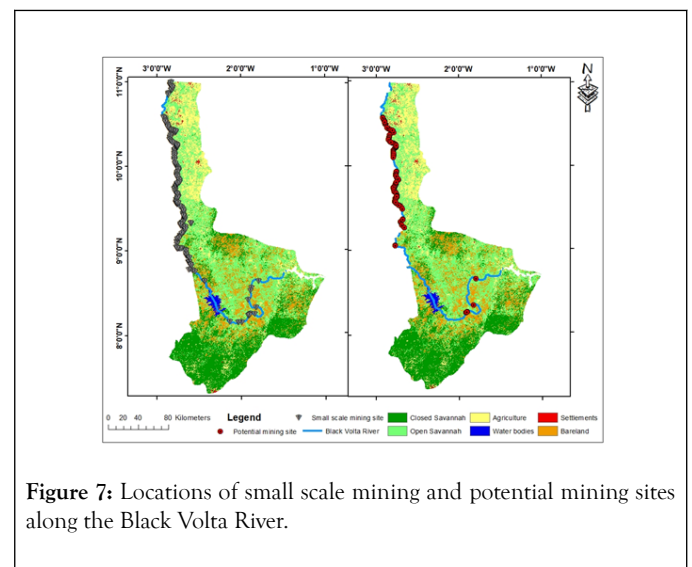 3°0'0"W 2°0'0"W 1°0'0"W 3°0'0"W 2°0'0"W 1°0'0"W
N
11°0'0"N
10°0'0"N
9°0'0"N
8°0'0"N
0 20 40 80 Kilometers
Legend
Small scale mining site
Closed Savannah
Agriculture
Settlements
Potential mining site
Black Volta River
Open Savannah
Water bodies
Bareland
Figure 7: Locations of small scale mining and potential mining sites
along the Black Volta River.